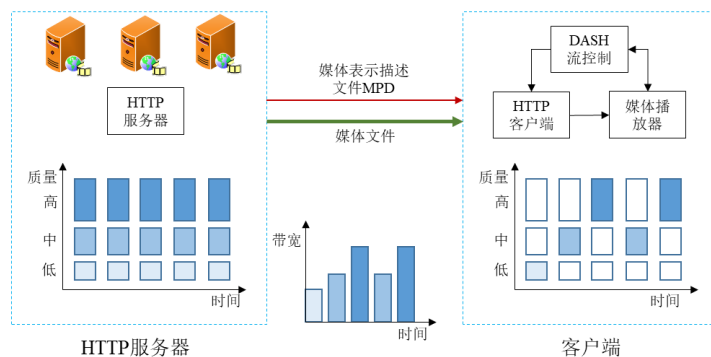 HTTP
服务器
媒体表示描述
文件MPD
媒体文件
DASH
流控制
HTTP
客户端
媒体播
放器
质量
高
中
低
时间
带宽
时间
质量
高
中
低
时间
HTTP服务器
客户端